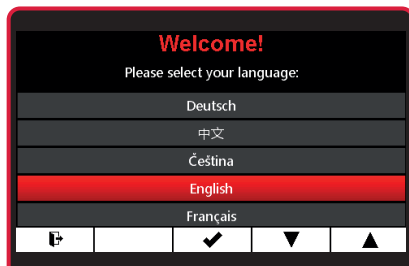 Welcome!
Please select your language:
Deutsch
中文
Čeština
English
Français